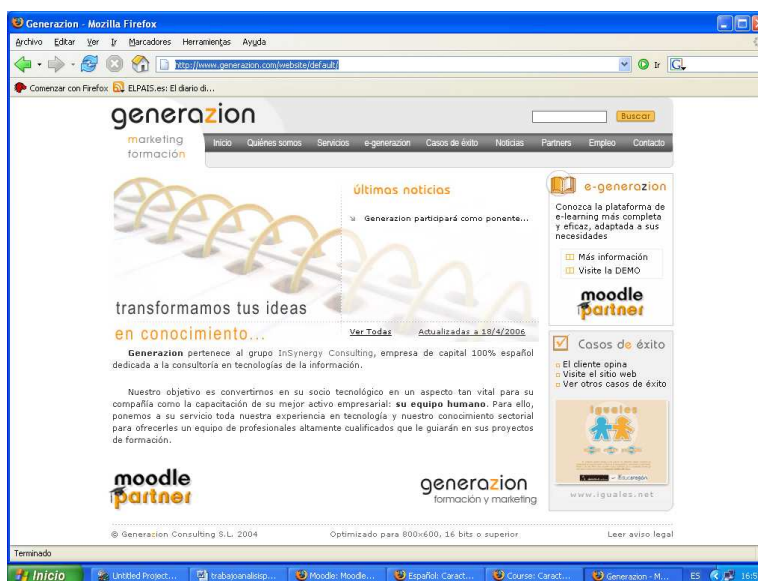 Generazion - Mozilla Firefox
Archivo Editar Ver Ir Marcadores Herramientas Ayuda
http://www.generazion.com/website/default/
Ir
Comenzar con Firefox ELPAIS.es: El diario di...
generazion
Buscar
marketing
formación
Inicio Quiénes somos Servicios e-generazion Casos de éxito Noticias Partners Empleo Contacto
últimas noticias
Generazion participará como ponente...
transformamos tus ideas
en conocimiento...
Ver Todas Actualizadas a 18/4/2006
e-generazion
Conozca la plataforma de
e-learning más completa
y eficaz, adaptada a sus
necesidades
Más información
Visite la DEMO
moodle
partner
Casos de éxito
El cliente opina
Visite el sitio web
Ver otros casos de éxito
Iguales
www.iguales.net
Generazion pertenece al grupo InSynergy Consulting, empresa de capital 100% español
dedicada a la consultoría en tecnologías de la información.
Nuestro objetivo es convertirnos en su socio tecnológico en un aspecto tan vital para su
compañía como la capacitación de su mejor activo empresarial: su equipo humano. Para ello,
ponemos a su servicio toda nuestra experiencia en tecnología y nuestro conocimiento sectorial
para ofrecerles un equipo de profesionales altamente cualificados que le guiarán en sus proyectos
de formación.
moodle
partner
generazion
formación y marketing
© Generazion Consulting S.L. 2004 Optimizado para 800x600, 16 bits o superior Leer aviso legal
Terminado
Inicio Untitled Project... trabajoanalisisp... Moodle: Moodle... Español: Caract... Course: Caract... Generazion - M... ES